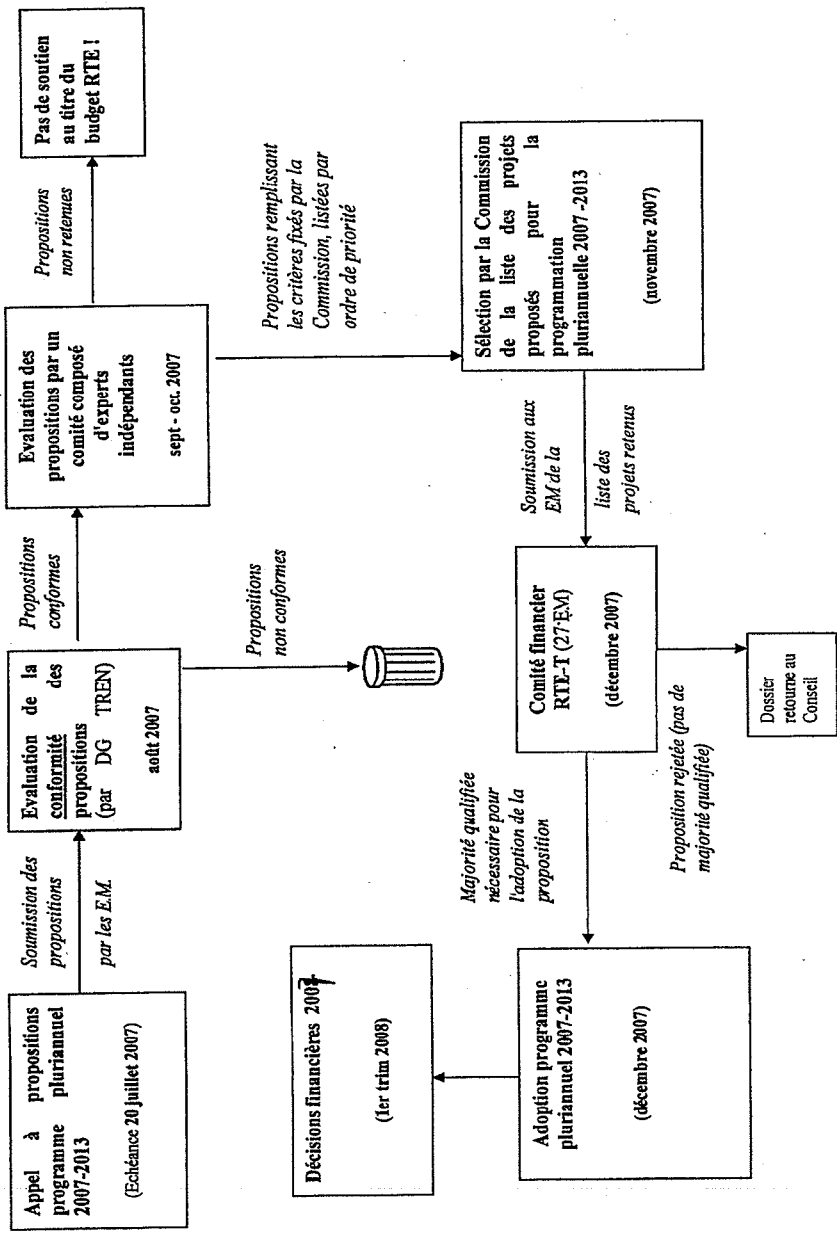 Appel à propositions
programme pluriannuel
2007-2013
(Echéance 20 juillet 2007)
Soumission des
propositions
par les E.M.
Evaluation de la
conformité des
propositions
(par DG TREN)
août 2007
Propositions
conformes
Propositions
non conformes
Evaluation des
propositions par un
comité composé
d'experts
indépendants
sept - oct. 2007
Propositions
non retenues
Pas de soutien
au titre du
budget RTE !
Propositions remplissant
les critères fixés par la
Commission, listées par
ordre de priorité
Sélection par la Commission
de la liste des projets
proposés pour la
programmation
pluriannuelle 2007 -2013
(novembre 2007)
Soumission aux
EM de la
liste des
projets retenus
Comité financier
RTE-T (27 EM)
(décembre 2007)
Proposition rejetée (pas de
majorité qualifiée)
Dossier
retourne au
Conseil
Majorité qualifiée
nécessaire pour
l'adoption de la
proposition
Adoption programme
pluriannuel 2007-2013
(décembre 2007)
Décisions financières 2007
(1er trim 2008)